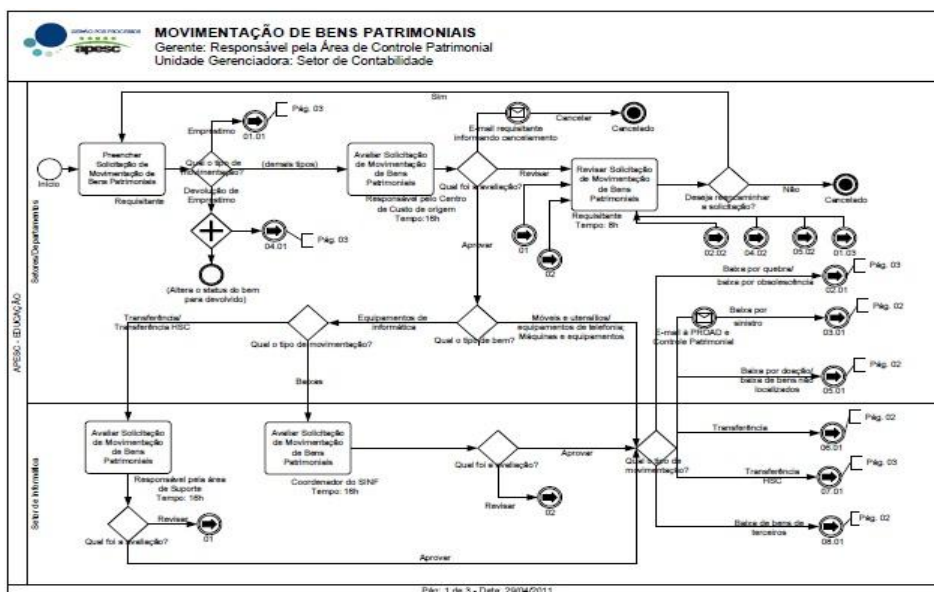 GESTÃO POR PROCESSOS
apesc
MOVIMENTAÇÃO DE BENS PATRIMONIAIS
Gerente: Responsável pela Área de Controle Patrimonial
Unidade Gerenciadora: Setor de Contabilidade
APESC - EDUCAÇÃO
Setores/Departamentos
Sim
Início
Preencher
Solicitação de
Movimentação de
Bens Patrimoniais
Requisitante
Empréstimo
01.01
Pág. 03
Qual o tipo de
movimentação?
(demais tipos)
Devolução de
Empréstimo
04.01
Pág. 03
(Altera o status do bem
para devolvido)
Avaliar Solicitação
de Movimentação
de Bens
Patrimoniais
Responsável pelo Centro
de Custo de origem
Tempo:16h
E-mail requisitante
informando cancelamento
Cancelar
Cancelado
Qual foi a avaliação?
Revisar
Aprovar
01
02
Revisar Solicitação
de Movimentação
de Bens
Patrimoniais
Requisitante
Tempo: 8h
Deseja reencaminhar
a solicitação?
Não
Cancelado
02.02
04.02
05.02
01.03
Transferência/
Transferência HSC
Qual o tipo de movimentação?
Equipamentos de
informática
Qual o tipo de bem?
Móveis e utensílios/
equipamentos de telefonia;
Máquinas e equipamentos
Baixas
Baixa por quebra/
baixa por obsolescência
02.01
Pág. 03
E-mail à PROAD e
Controle Patrimonial
Baixa por
sinistro
03.01
Pág. 02
Baixa por doação/
baixa de bens não
localizados
05.01
Pág. 02
Setor de Informática
Avaliar Solicitação
de Movimentação
de Bens
Patrimoniais
Responsável pela área
de Suporte
Tempo: 16h
Qual foi a avaliação?
Revisar
01
Aprovar
Avaliar Solicitação
de Movimentação
de Bens
Patrimoniais
Coordenador do SINF
Tempo: 16h
Qual foi a avaliação?
Aprovar
Revisar
02
Qual o tipo de
movimentação?
Transferência
06.01
Pág. 02
Transferência
HSC
07.01
Pág. 03
Baixa de bens de
terceiros
08.01
Pág. 02
Pág: 1 de 3 - Data: 29/04/2011